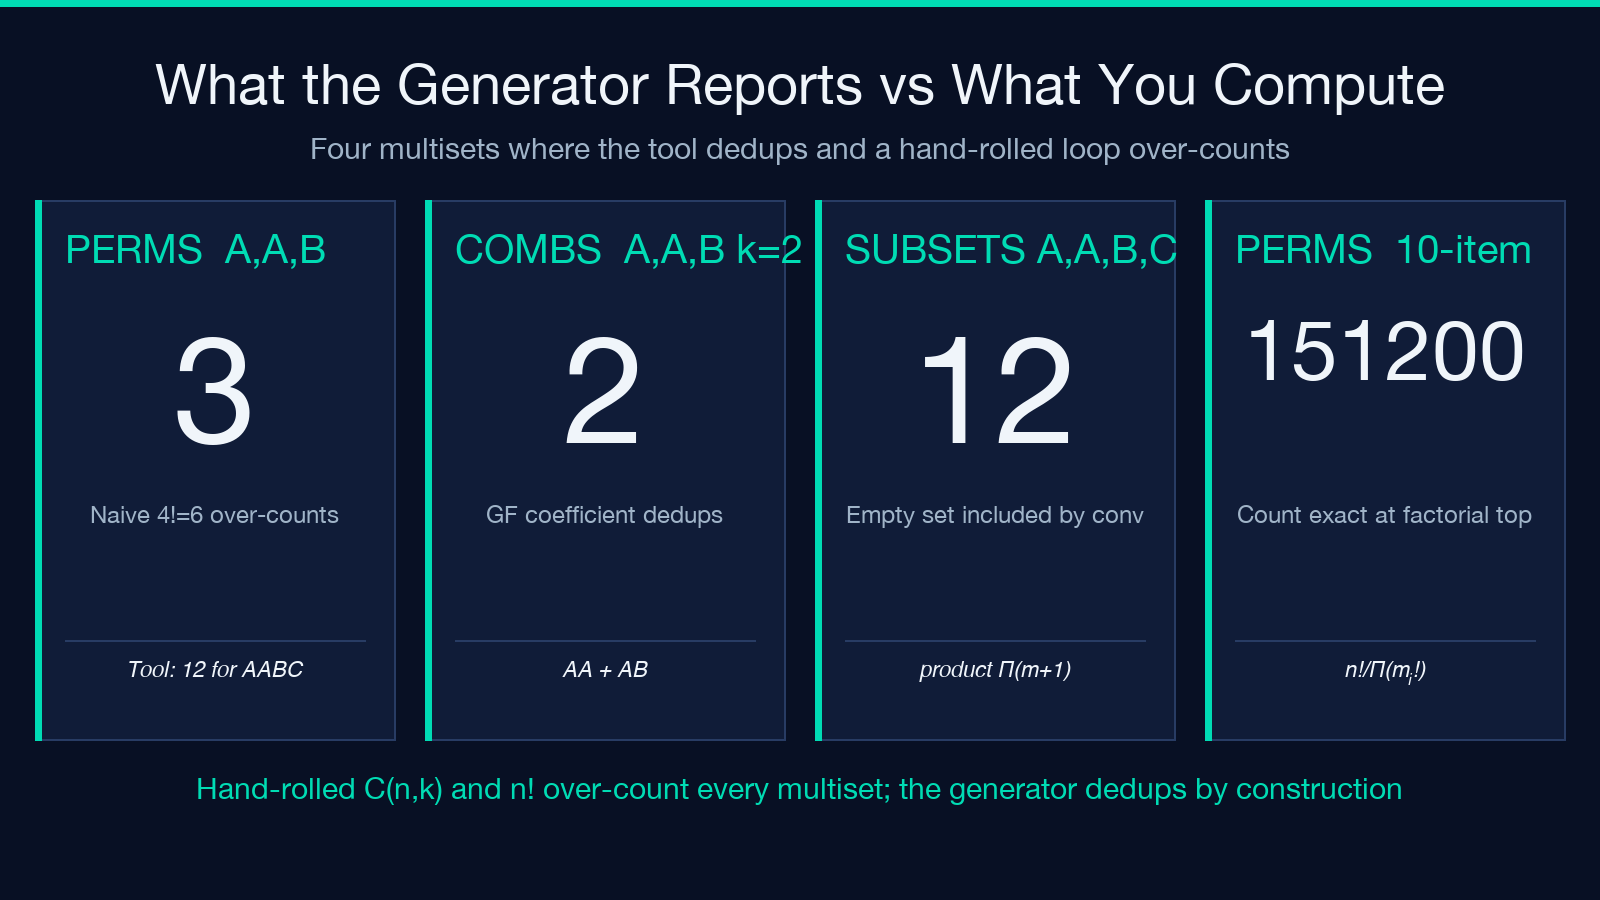 What the Generator Reports vs What You Compute
Four multisets where the tool dedups and a hand-rolled loop over-counts
PERMS  A,A,B
3
Naive 4!=6 over-counts
Tool: 12 for AABC
COMBS  A,A,B k=2
2
GF coefficient dedups
AA + AB
SUBSETS A,A,B,C
12
Empty set included by conv
product Π(m+1)
PERMS  10-item
151200
Count exact at factorial top
n!/Π(mᵢ!)
Hand-rolled C(n,k) and n! over-count every multiset; the generator dedups by construction